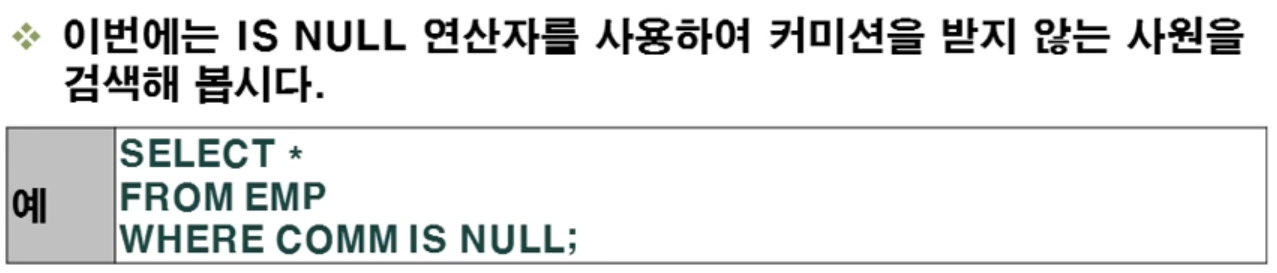 ❖ 이번에는 IS NULL 연산자를 사용하여 커미션을 받지 않는 사원을
검색해 봅시다.
예
SELECT *
FROM EMP
WHERE COMM IS NULL;